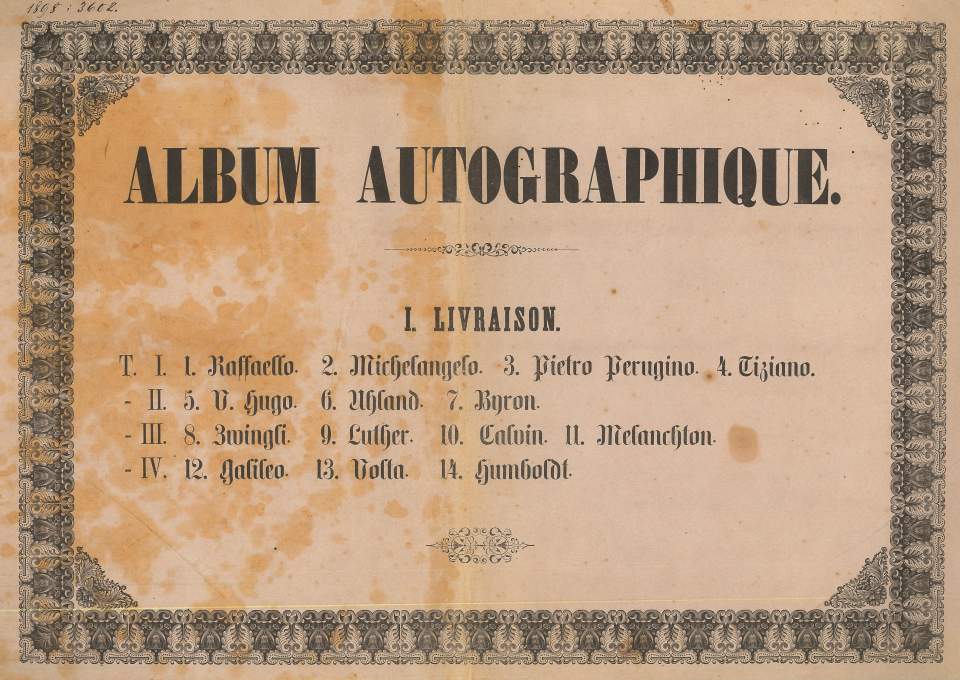 1898 : 3602.
ALBUM AUTOGRAPHIQUE.
I. LIVRAISON.
T. I. 1. Raffaello. 2. Michelangelo. 3. Pietro Perugino. 4. Tiziano.
- II. 5. V. Hugo. 6. Uhland. 7. Byron.
- III. 8. Zwingli. 9. Luther. 10. Calvin. 11. Melanchton.
- IV. 12. Galileo. 13. Volta. 14. Humboldt.